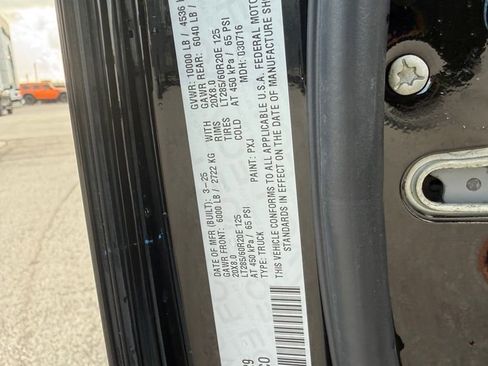 DATE OF MFR (BUILT): 3-25
GVWR: 10000 LB / 4536
GAWR FRONT: 6000 LB / 2722 KG
GAWR REAR: 6040 LB /
20X8.0
WITH
20X8.0
RIMS
LT285/60R20E 125
TIRES
LT285/60R20E 125
AT 450 kPa / 65 PSI
COLD
AT 450 kPa / 65 PSI
TYPE: TRUCK
PAINT: PXJ
MDH: 030716
THIS VEHICLE CONFORMS TO ALL APPLICABLE U.S.A. FEDERAL MOTOR
STANDARDS IN EFFECT ON THE DATE OF MANUFACTURE SHO